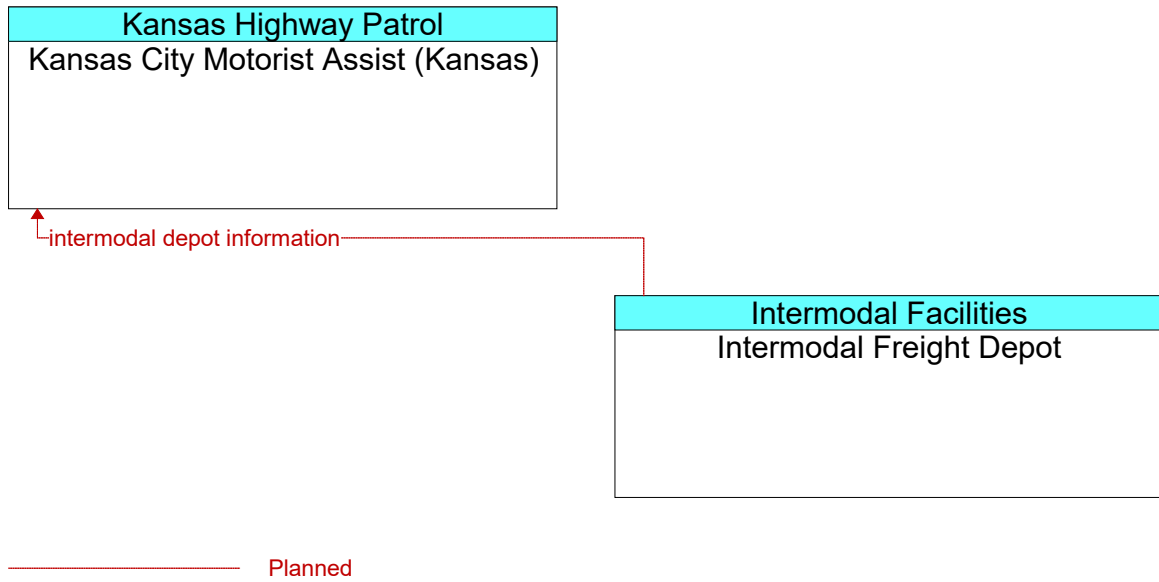 Kansas Highway Patrol
Kansas City Motorist Assist (Kansas)
intermodal depot information
Intermodal Facilities
Intermodal Freight Depot
Planned